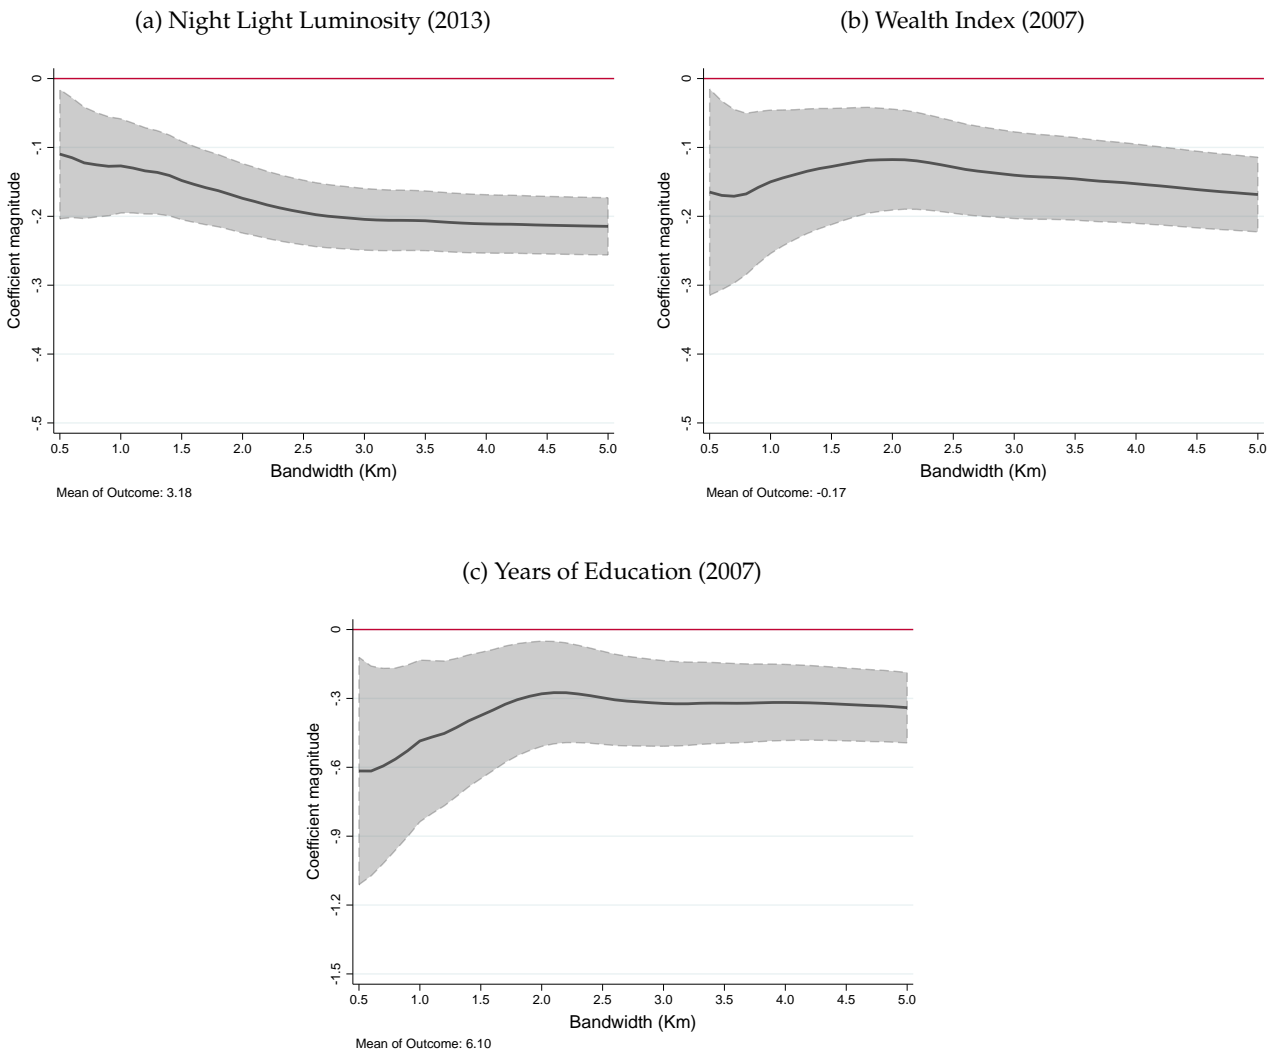 (a) Night Light Luminosity (2013)
Coefficient magnitude
0
-.1
-.2
-.3
-.4
-.5
0.5 1.0 1.5 2.0 2.5 3.0 3.5 4.0 4.5 5.0
Bandwidth (Km)
Mean of Outcome: 3.18
(b) Wealth Index (2007)
Coefficient magnitude
0
-.1
-.2
-.3
-.4
-.5
0.5 1.0 1.5 2.0 2.5 3.0 3.5 4.0 4.5 5.0
Bandwidth (Km)
Mean of Outcome: -0.17
(c) Years of Education (2007)
Coefficient magnitude
0
-.3
-.6
-.9
-1.2
-1.5
0.5 1.0 1.5 2.0 2.5 3.0 3.5 4.0 4.5 5.0
Bandwidth (Km)
Mean of Outcome: 6.10